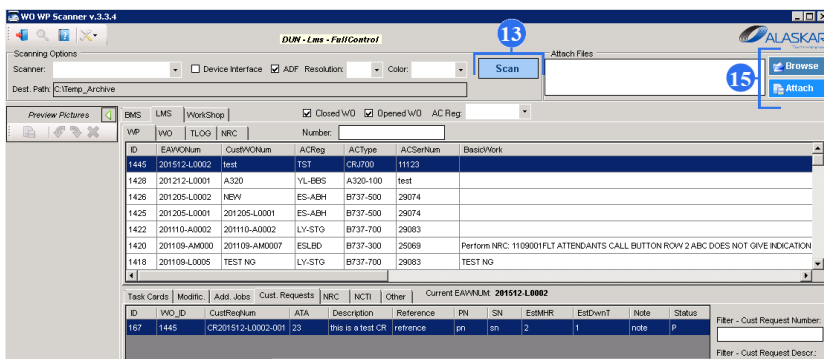 WO WP Scanner v.3.3.4
DUN - Lms - FullControl
13
ALASKAR
Scanning Options
Attach Files
Scanner:
Device Interface
ADF
Resolution:
Color:
Scan
15
Browse
Dest. Path: C:\Temp_Archive
Attach
Preview Pictures
BMS LMS WorkShop
Closed WO Opened WO AC Reg:
WP WO TLOG NRC
Number:
ID EAWONum CustWONum ACReg ACType ACSerNum BasicWork
1445 201512-L0002 test TST CRJ700 11123
1428 201212-L0001 A320 YL-BBS A320-100 test
1426 201205-L0002 NEW ES-ABH B737-500 29074
1425 201205-L0001 201205-L0001 ES-ABH B737-500 29074
1422 201110-A0002 201110-A0002 LY-STG B737-700 29083
1420 201109-AM000 201109-AM0007 ESLBD B737-300 25069 Perform NRC: 1109001FLT ATTENDANTS CALL BUTTON ROW 2 ABC DOES NOT GIVE INDICATION
1418 201109-L0005 TEST NG LY-STG B737-700 29083 TEST NG
Task Cards Modific. Add. Jobs Cust. Requests NRC NCTI Other Current EAWNUM: 201512-L0002
ID WO_ID CustReqNum ATA Description Reference PN SN EstMHR EstDwnT Note Status
167 1445 CR201512-L0002-001 23 this is a test CR refrence pn sn 2 1 note P
Filter - Cust Request Number:
Filter - Cust Request Descr.: